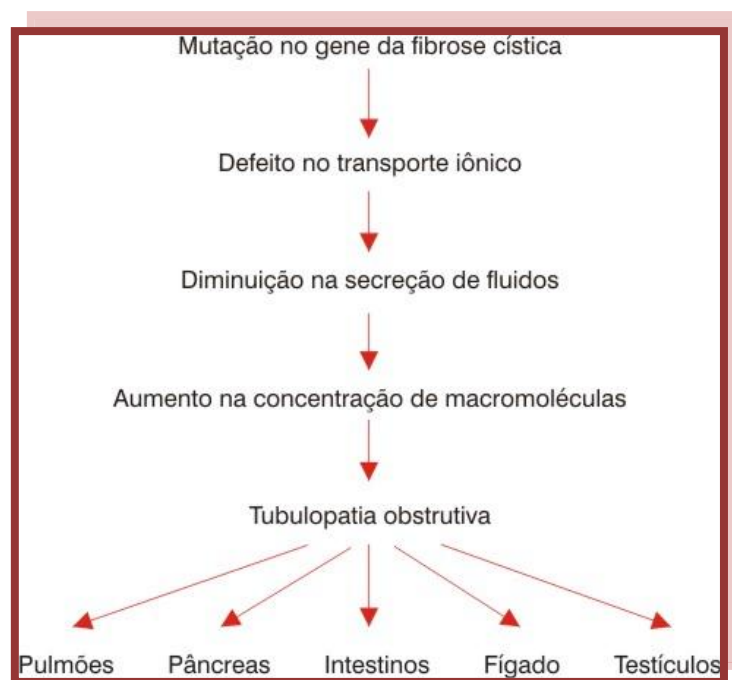 Mutação no gene da fibrose cística
Defeito no transporte iônico
Diminuição na secreção de fluidos
Aumento na concentração de macromoléculas
Tubulopatia obstrutiva
Pulmões Pâncreas Intestinos Fígado Testículos